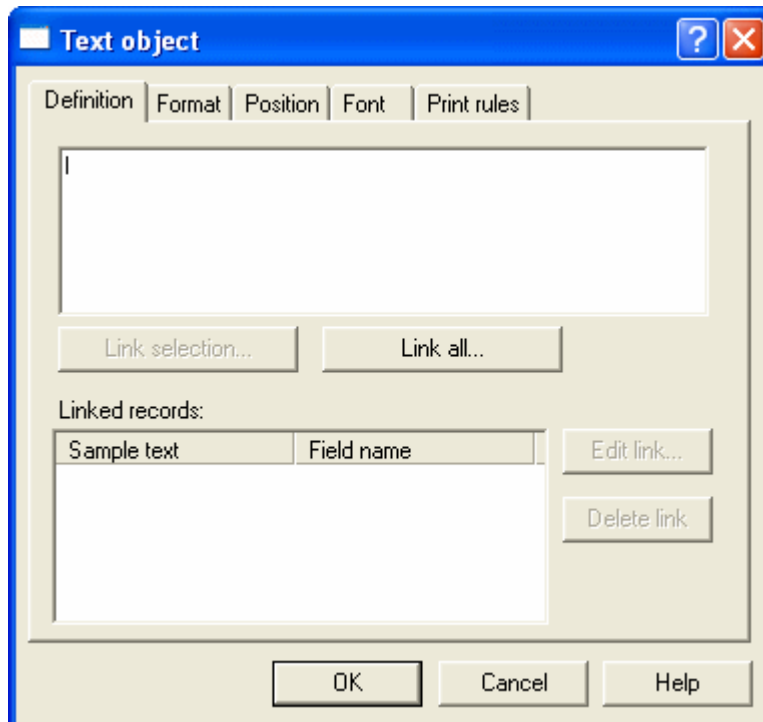 Text object
Definition Format Position Font Print rules
Link selection... Link all...
Linked records:
Sample text Field name
Edit link...
Delete link
OK Cancel Help